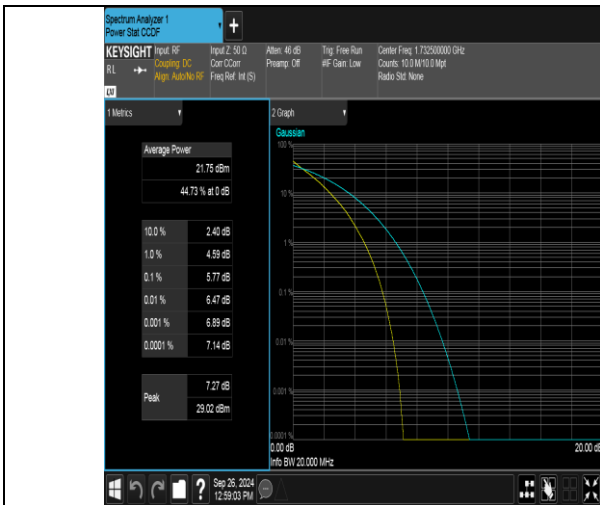 Spectrum Analyzer 1
Power Stat CCDF
KEYSIGHT
RL
LXI
Input: RF
Coupling: DC
Align: Auto/No RF
Input Z: 50 Ω
Corr CCorr
Freq Ref: Int (S)
Atten: 46 dB
Preamp: Off
Trig: Free Run
#IF Gain: Low
Center Freq: 1.732500000 GHz
Counts: 10.0 M/10.0 Mpt
Radio Std: None
1 Metrics
Average Power
21.75 dBm
44.73 % at 0 dB
10.0 % 2.40 dB
1.0 % 4.59 dB
0.1 % 5.77 dB
0.01 % 6.47 dB
0.001 % 6.89 dB
0.0001 % 7.14 dB
Peak
7.27 dB
29.02 dBm
2 Graph
Gaussian
100 %
10 %
1 %
0.1 %
0.01 %
0.001 %
0.0001 %
0.00 dB
20.00 dB
Info BW 20.000 MHz
?
Sep 26, 2024
12:59:03 PM